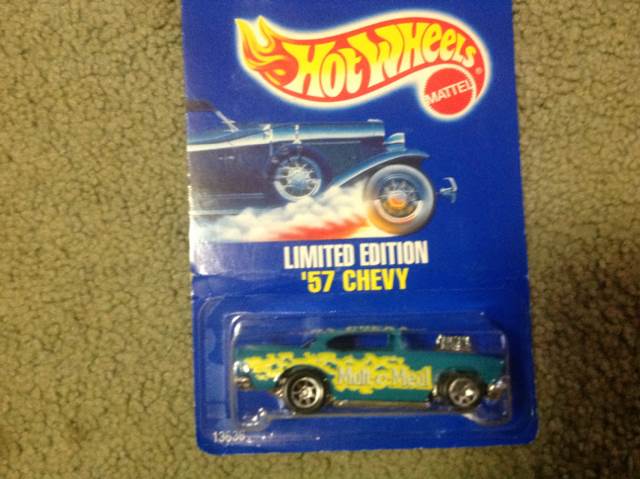 HOT WHEELS®
MATTEL
LIMITED EDITION
'57 CHEVY
Malt-o-Meal